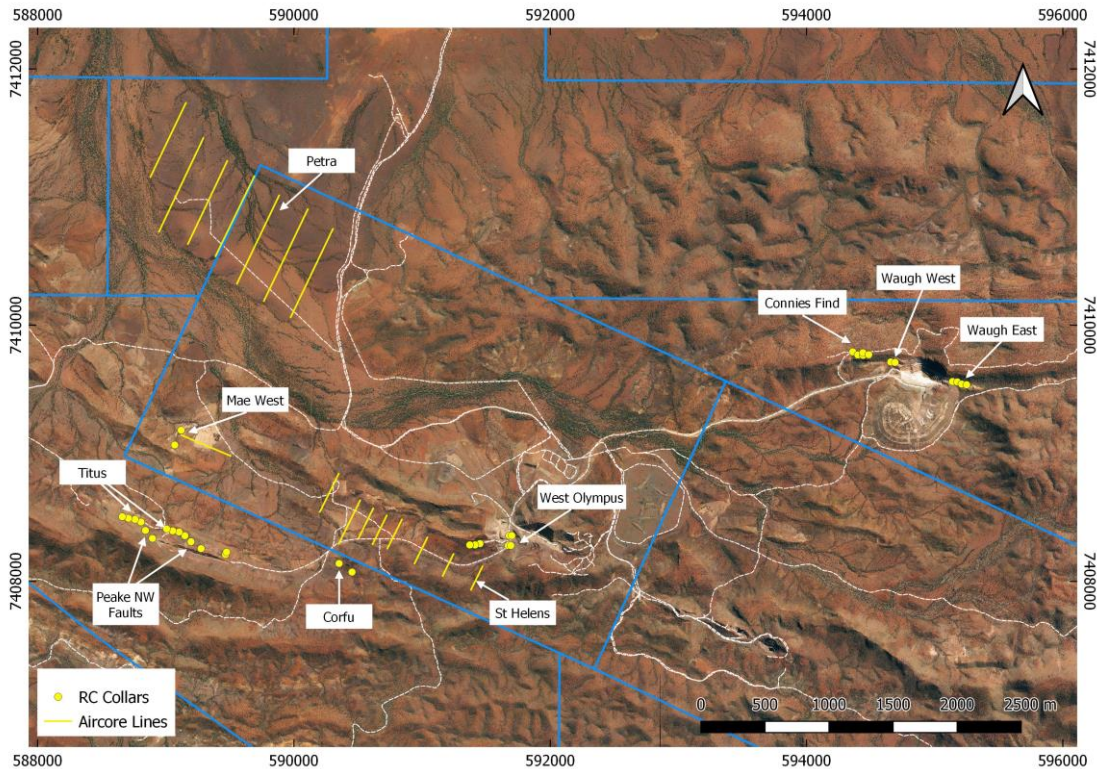 588000
590000
592000
594000
596000
7412000
7412000
Petra
Waugh West
Connies Find
Waugh East
7410000
7410000
Mae West
Titus
West Olympus
7408000
7408000
Peake NW
Faults
Corfu
St Helens
RC Collars
Aircore Lines
0
500
1000
1500
2000
2500 m
588000
590000
592000
594000
596000